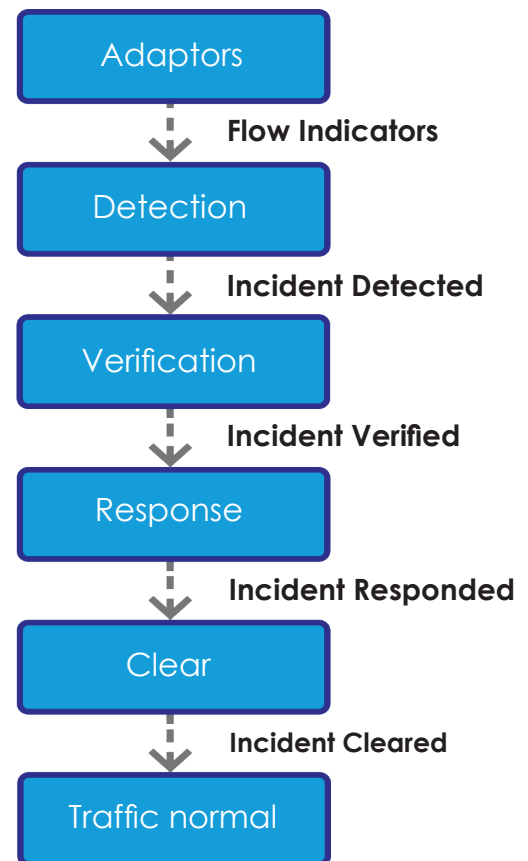 Adaptors
Flow Indicators
Detection
Incident Detected
Verification
Incident Verified
Response
Incident Responded
Clear
Incident Cleared
Traffic normal